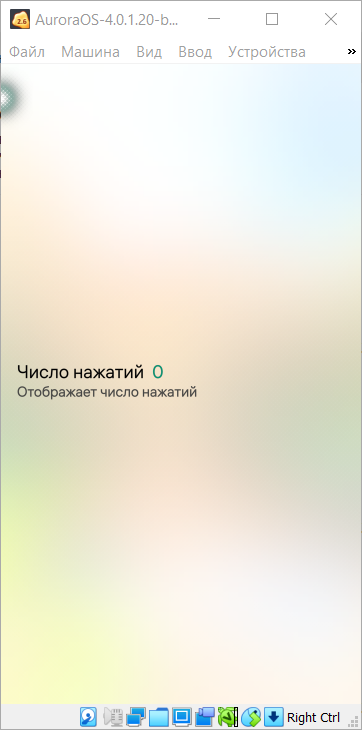 AuroraOS-4.0.1.20-b...
Файл Машина Вид Ввод Устройства »
Число нажатий 0
Отображает число нажатий
Right Ctrl